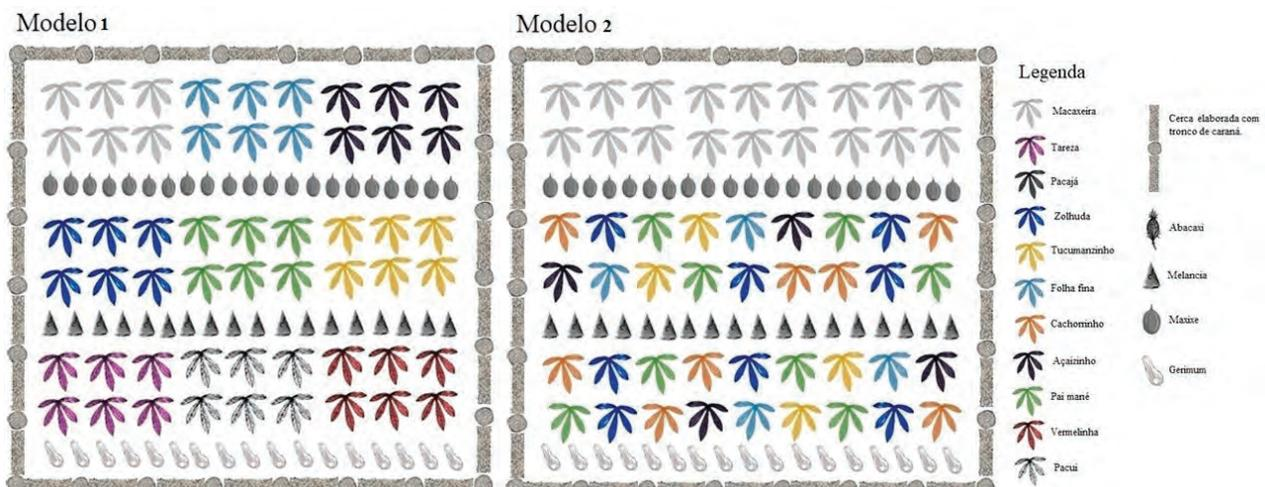 Modelo 1
Modelo 2
Legenda
Macaxeira
Tareza
Pacajá
Zolhuda
Tucumanzinho
Folha fina
Cachorrinho
Açaizinho
Pai mané
Vermelinha
Pacui
Cerca elaborada com
tronco de caraná.
Abacaxi
Melancia
Maxixe
Gerimum